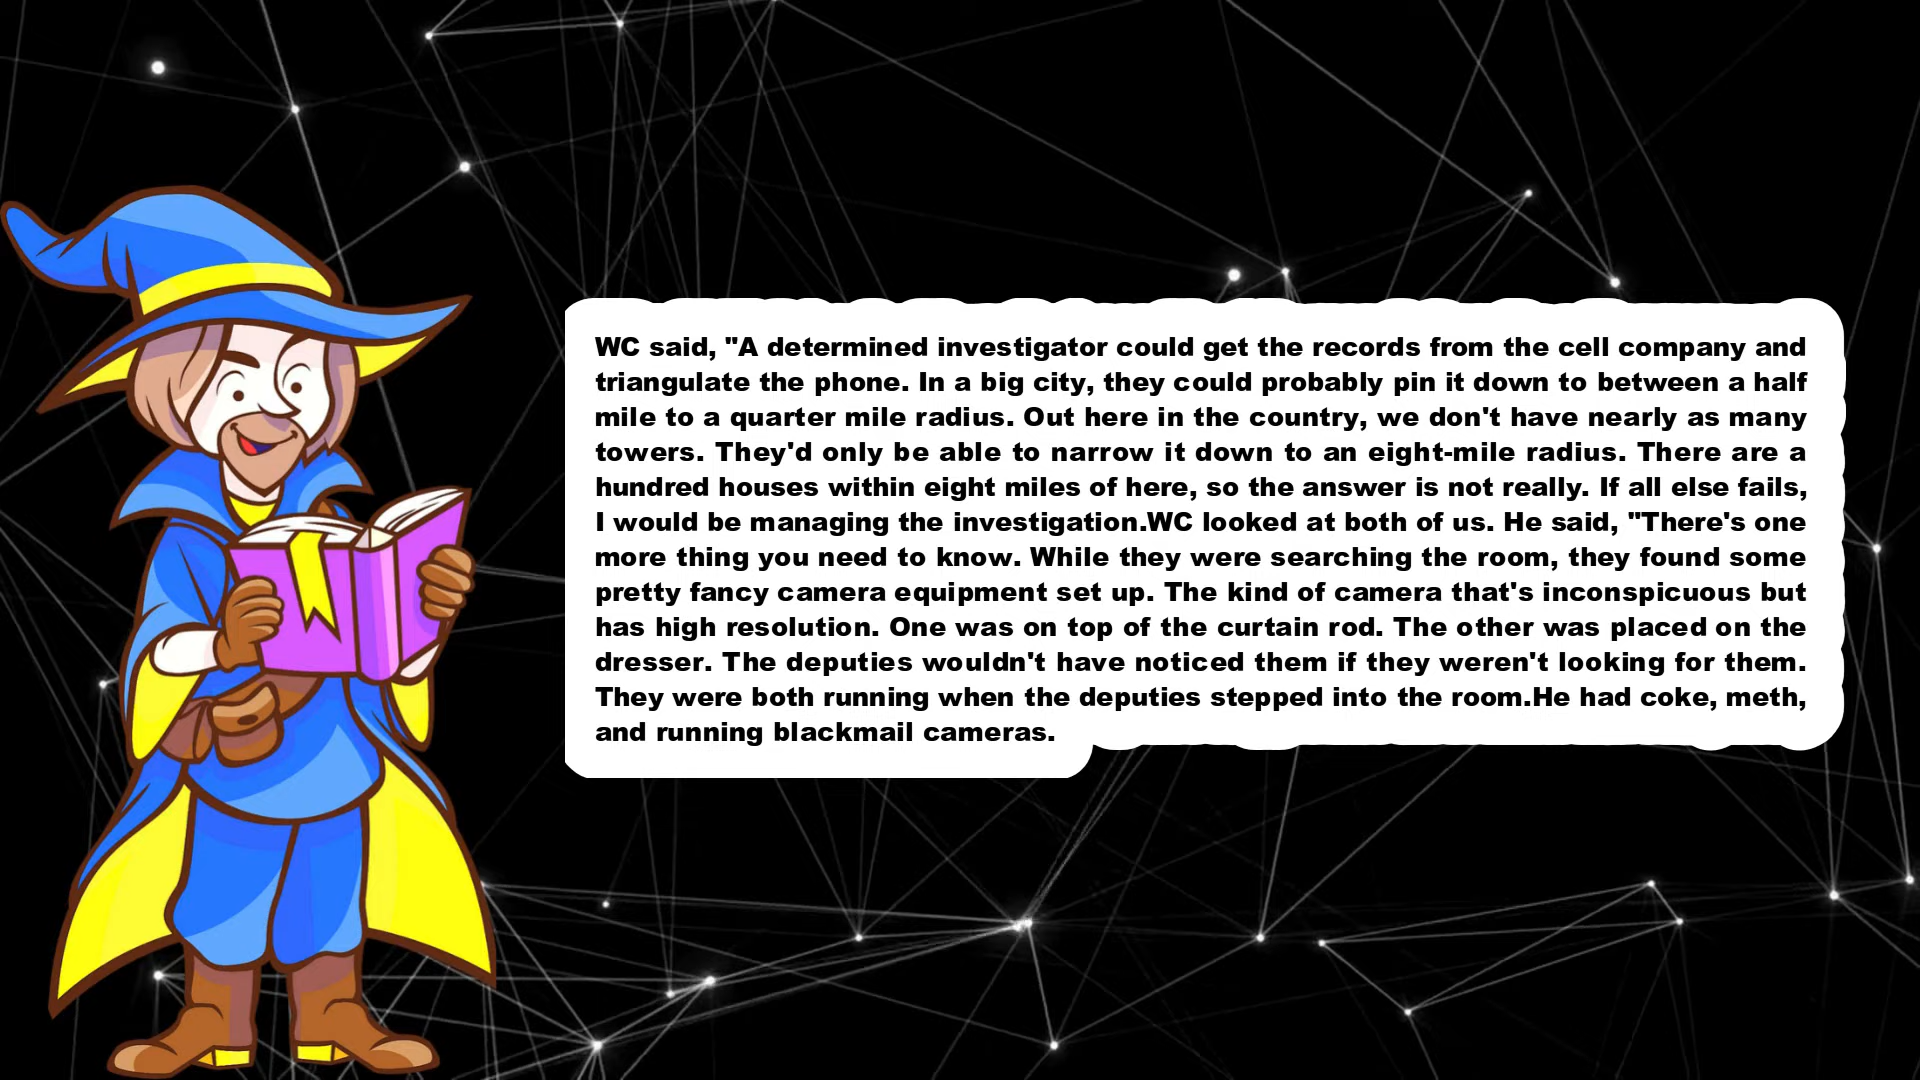 WC said, "A determined investigator could get the records from the cell company and
triangulate the phone. In a big city, they could probably pin it down to between a half
mile to a quarter mile radius. Out here in the country, we don't have nearly as many
towers. They'd only be able to narrow it down to an eight-mile radius. There are a
hundred houses within eight miles of here, so the answer is not really. If all else fails,
I would be managing the investigation.WC looked at both of us. He said, "There's one
more thing you need to know. While they were searching the room, they found some
pretty fancy camera equipment set up. The kind of camera that's inconspicuous but
has high resolution. One was on top of the curtain rod. The other was placed on the
dresser. The deputies wouldn't have noticed them if they weren't looking for them.
They were both running when the deputies stepped into the room.He had coke, meth,
and running blackmail cameras.